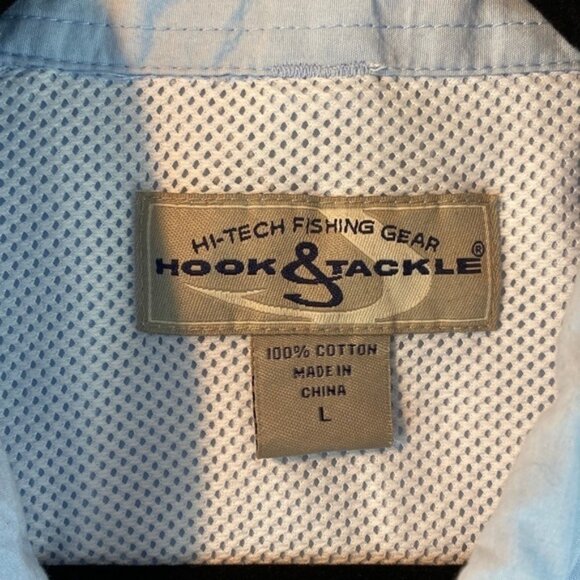 HI-TECH FISHING GEAR
HOOK & TACKLE®
100% COTTON
MADE IN
CHINA
L